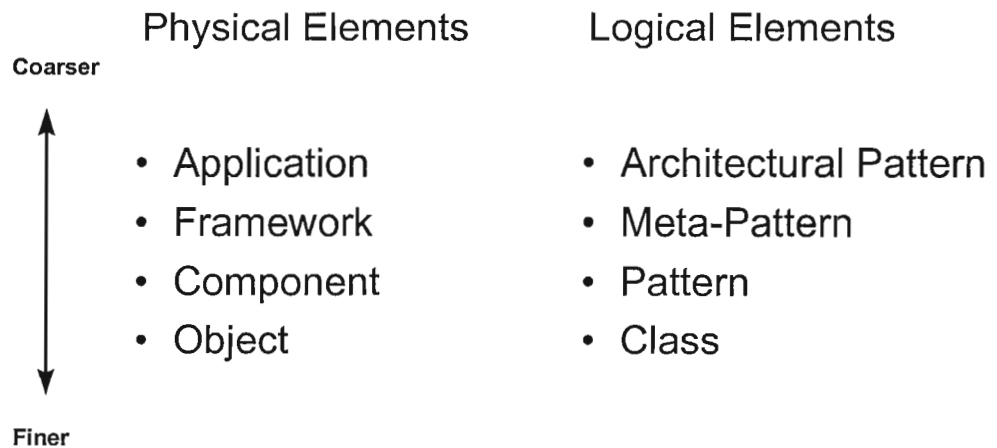 Physical Elements Logical Elements
Coarser
• Application • Architectural Pattern
• Framework • Meta-Pattern
• Component • Pattern
• Object • Class
Finer